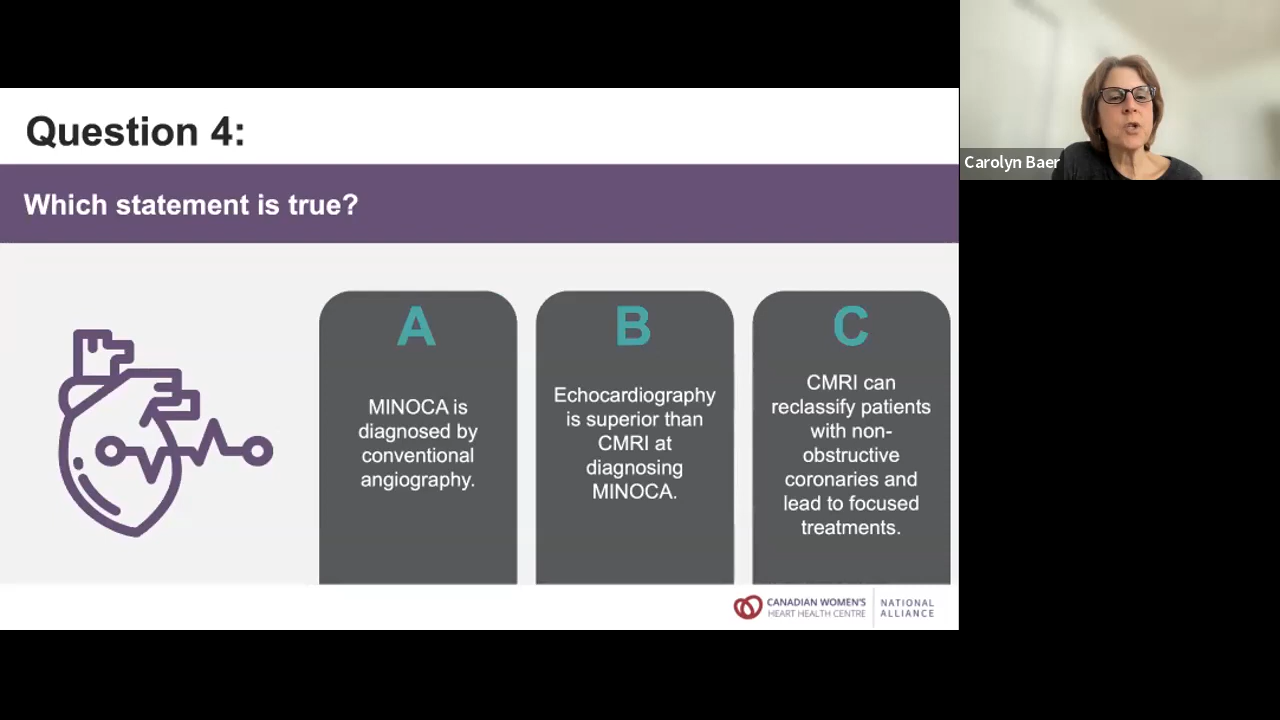 Question 4:
Which statement is true?
A
MINOCA is
diagnosed by
conventional
angiography.
B
Echocardiography
is superior than
CMRI at
diagnosing
MINOCA.
C
CMRI can
reclassify patients
with non-
obstructive
coronaries and
lead to focused
treatments.
CANADIAN WOMEN'S
HEART HEALTH CENTRE
NATIONAL
ALLIANCE
Carolyn Baer